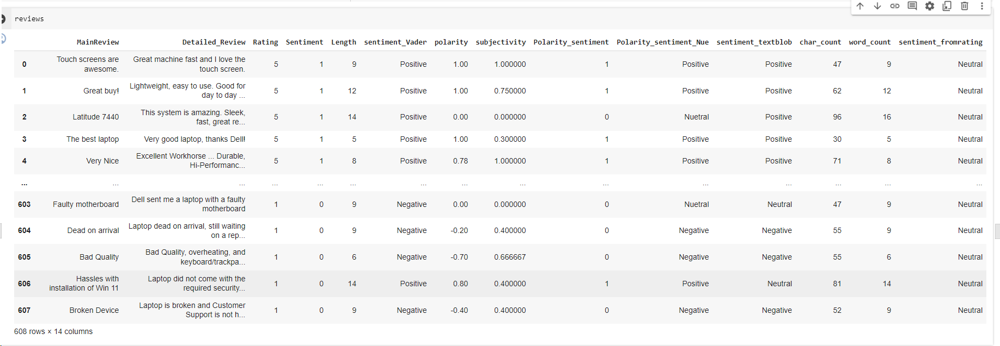 reviews
MainReview Detailed_Review Rating Sentiment Length sentiment_Vader polarity subjectivity Polarity_sentiment Polarity_sentiment_Nue sentiment_textblob char_count word_count sentiment_fromrating
0 Touch screens are awesome. Great machine fast and I love the touch screen. 5 1 9 Positive 1.00 1.000000 1 Positive Positive 47 9 Neutral
1 Great buy! Lightweight, easy to use. Good for day to day ... 5 1 12 Positive 1.00 0.750000 1 Positive Positive 62 12 Neutral
2 Latitude 7440 This system is amazing. Sleek, fast, great re... 5 1 14 Positive 0.00 0.000000 0 Nuetral Positive 96 16 Neutral
3 The best laptop Very good laptop, thanks Dell! 5 1 5 Positive 1.00 0.300000 1 Positive Positive 30 5 Neutral
4 Very Nice Excellent Workhorse ... Durable, Hi-Performanc... 5 1 8 Positive 0.78 1.000000 1 Positive Positive 71 8 Neutral
... ... ... ... ... ... ... ... ... ... ... ... ... ... ...
603 Faulty motherboard Dell sent me a laptop with a faulty motherboard 1 0 9 Negative 0.00 0.000000 0 Nuetral Neutral 47 9 Neutral
604 Dead on arrival Laptop dead on arrival, still waiting on a rep... 1 0 9 Negative -0.20 0.400000 0 Negative Negative 55 9 Neutral
605 Bad Quality Bad Quality, overheating, and keyboard/trackpa... 1 0 6 Negative -0.70 0.666667 0 Negative Negative 55 6 Neutral
606 Hassles with installation of Win 11 Laptop did not come with the required security... 1 0 14 Positive 0.80 0.400000 1 Positive Neutral 81 14 Neutral
607 Broken Device Laptop is broken and Customer Support is not h... 1 0 9 Negative -0.40 0.400000 0 Negative Negative 52 9 Neutral
608 rows × 14 columns